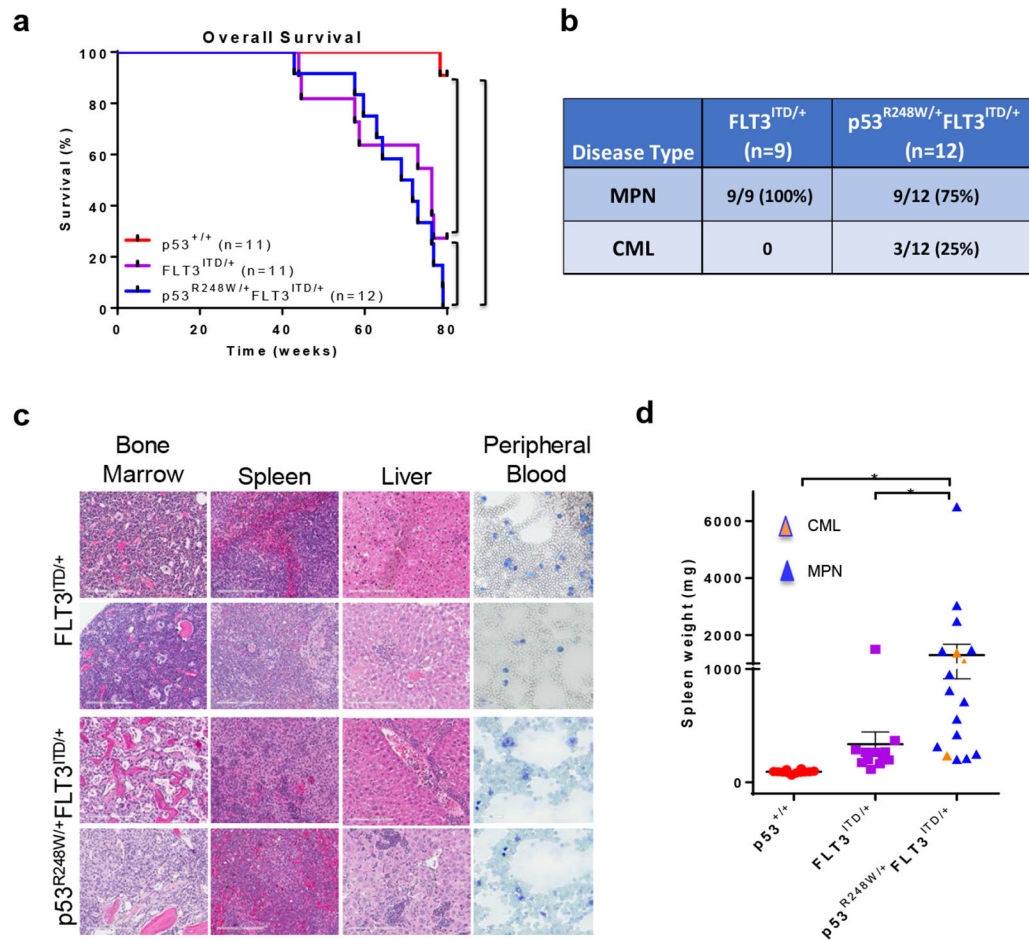 a
Overall Survival
100
80
60
40
20
0
Survival (%)
p53+/+ (n=11)
FLT3ITD/+ (n=11)
p53R248W/+FLT3ITD/+ (n=12)
0 20 40 60 80
Time (weeks)
b
Disease Type
FLT3ITD/+
(n=9)
p53R248W/+FLT3ITD/+
(n=12)
MPN 9/9 (100%) 9/12 (75%)
CML 0 3/12 (25%)
c
Bone
Marrow
Spleen
Liver
Peripheral
Blood
FLT3ITD/+
p53R248W/+FLT3ITD/+
d
* 
*
CML
MPN
6000
4000
2000
1000
0
Spleen weight (mg)
p53+/+
FLT3ITD/+
p53R248W/+ FLT3ITD/+